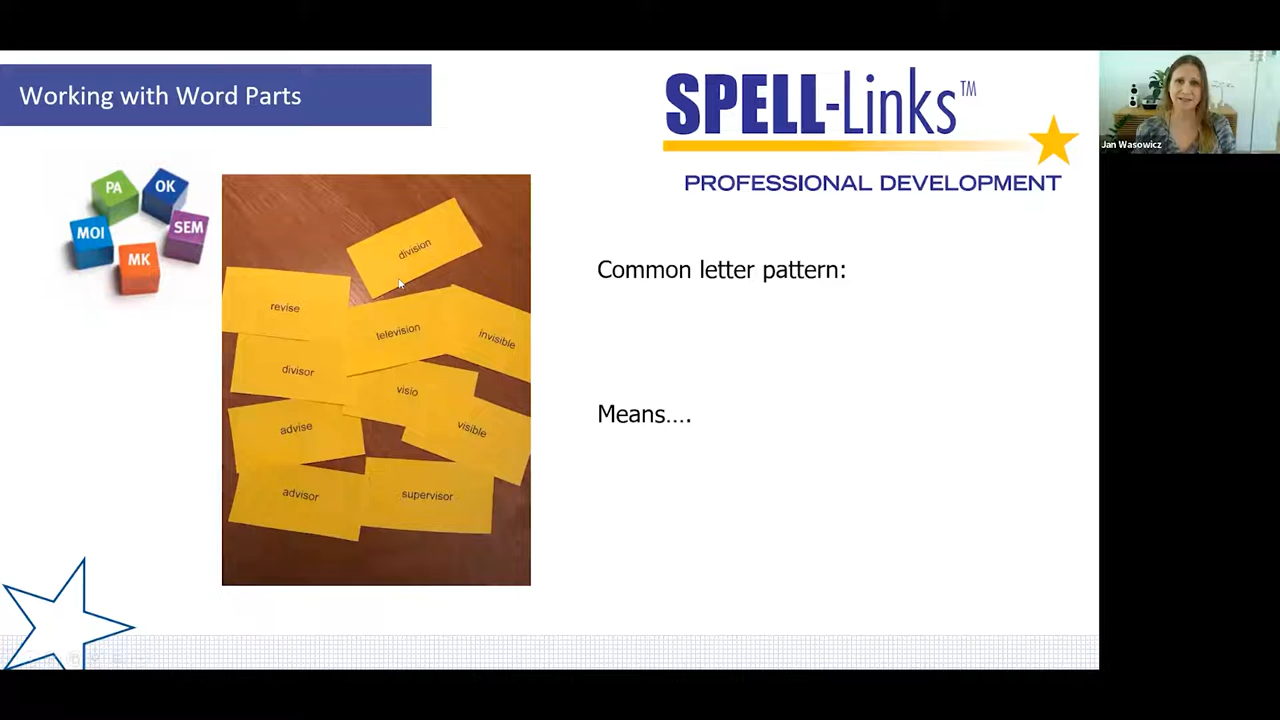 Working with Word Parts
SPELL-Links™
PROFESSIONAL DEVELOPMENT
Jan Wasowicz
PA
OK
MOI
SEM
MK
division
revise
television
invisible
divisor
visio
advise
visible
advisor
supervisor
Common letter pattern:
Means....